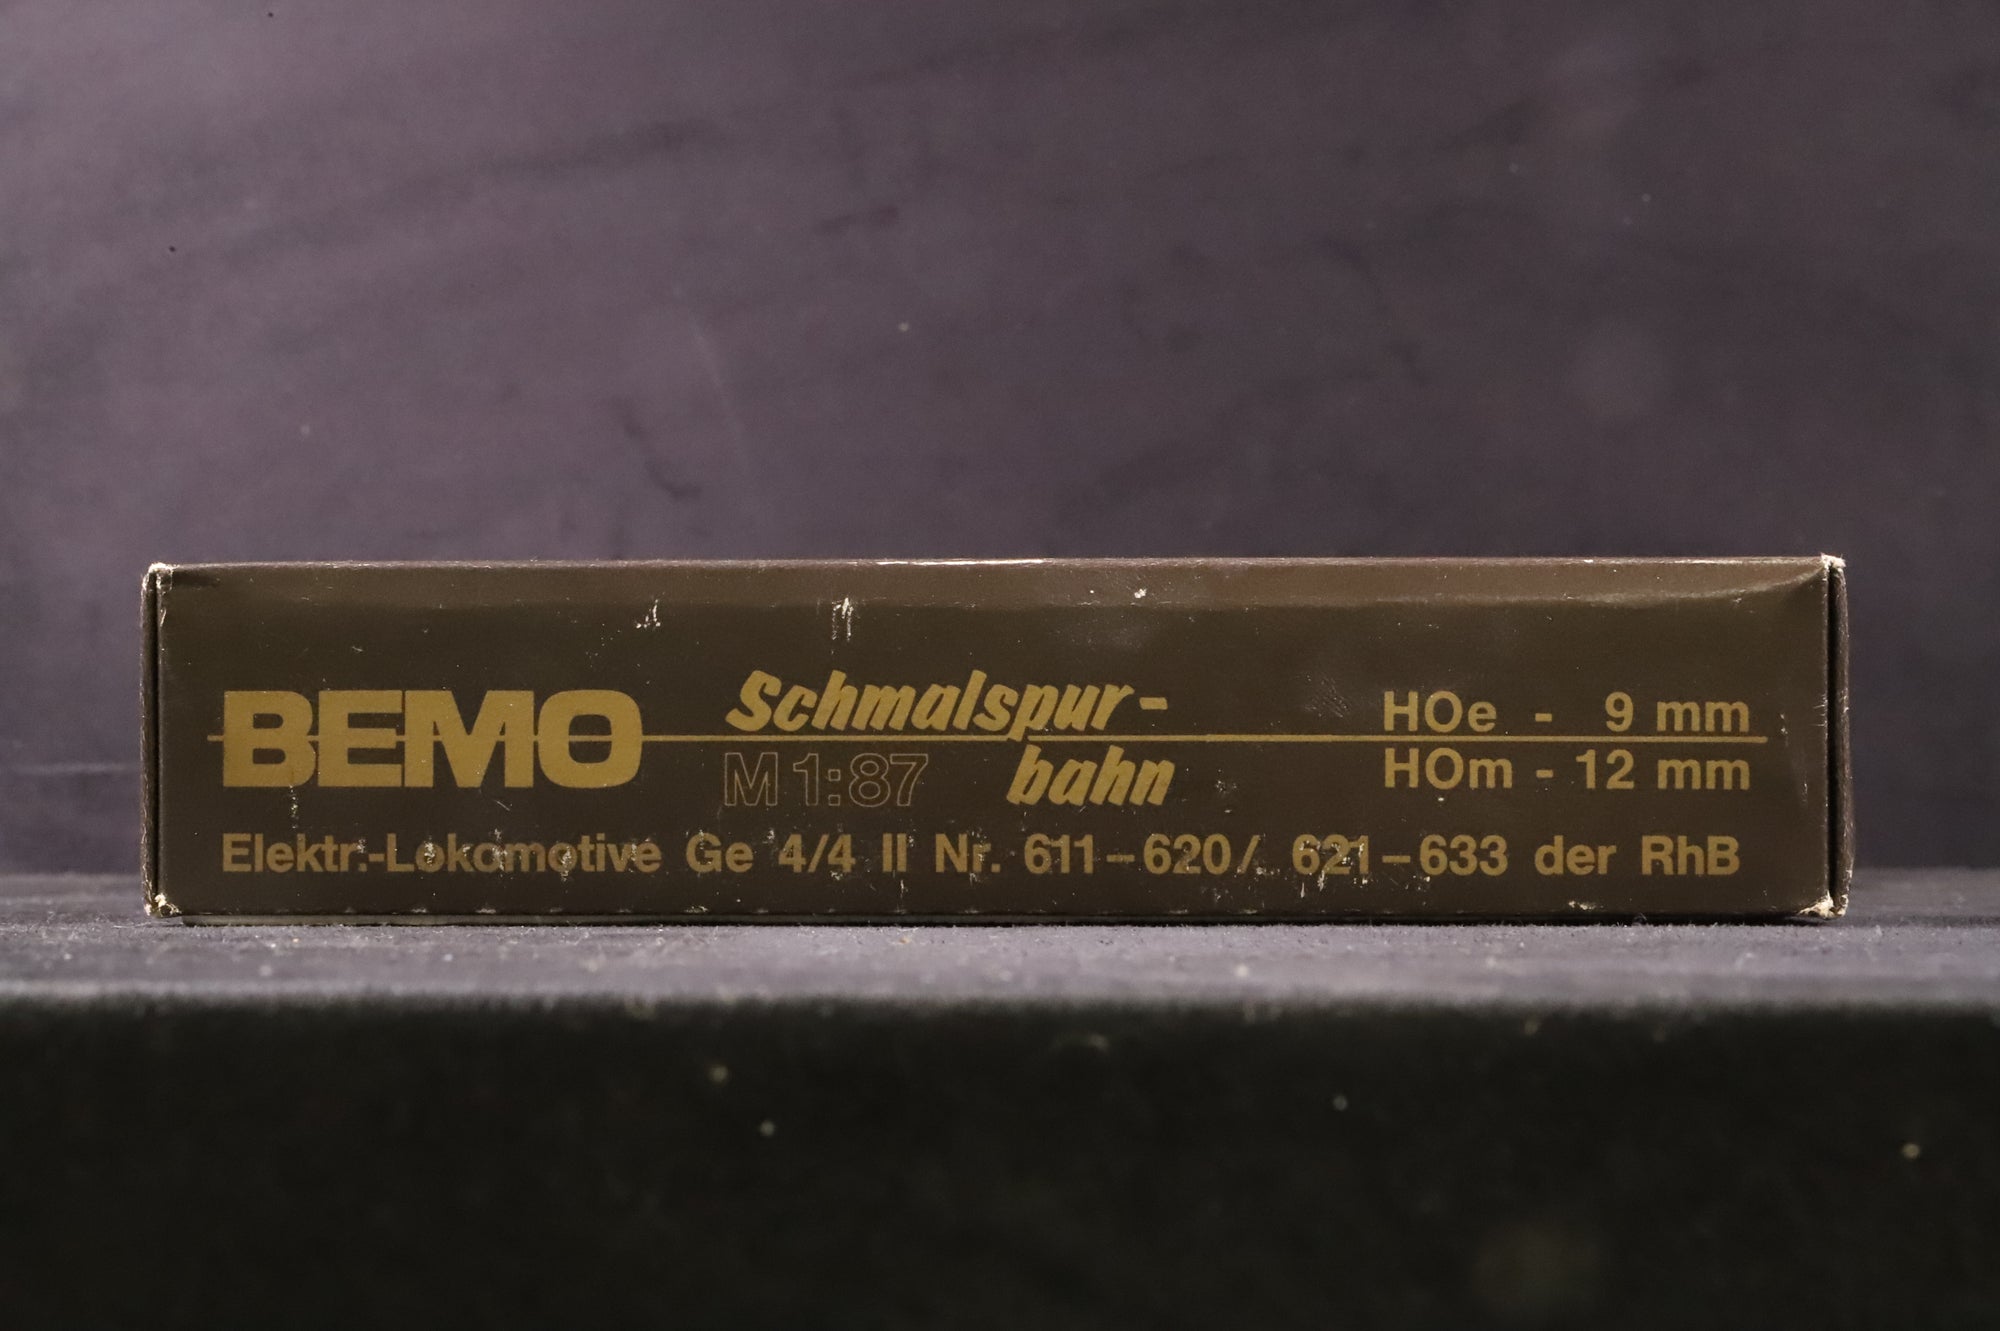 BEMO Schmalspur- HOe - 9 mm
M 1:87 bahn HOm - 12 mm
Elektr.-Lokomotive Ge 4/4 II Nr. 611-620/ 621-633 der RhB